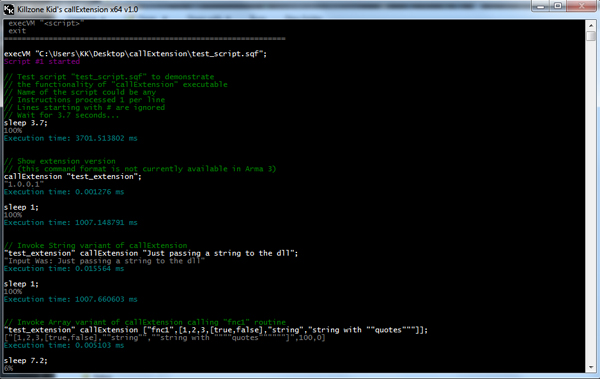 Killzone Kid's callExtension x64 v1.0
execVM "<script>"
exit
================================================================
execVM "C:\Users\KK\Desktop\callExtension\test_script.sqf";
Script #1 started
// Test script "test_script.sqf" to demonstrate
// the functionality of "callExtension" executable
// Name of the script could be any
// Instructions processed 1 per line
// Lines starting with # are ignored
// Wait for 3.7 seconds...
sleep 3.7;
100%
Execution time: 3701.513802 ms
// Show extension version
// (this command format is not currently available in Arma 3)
callExtension "test_extension";
"1.0.0.1"
Execution time: 0.001276 ms
sleep 1;
100%
Execution time: 1007.148791 ms
// Invoke String variant of callExtension
"test_extension" callExtension "Just passing a string to the dll";
"Input Was: Just passing a string to the dll"
Execution time: 0.015564 ms
sleep 1;
100%
Execution time: 1007.660603 ms
// Invoke Array variant of callExtension calling "fnc1" routine
"test_extension" callExtension ["fnc1",[1,2,3,[true,false],"string","string with ""quotes"""]];
["[1,2,3,[true,false],""string"",""string with """"quotes""""""]",100,0]
Execution time: 0.005103 ms
sleep 7.2;
6%